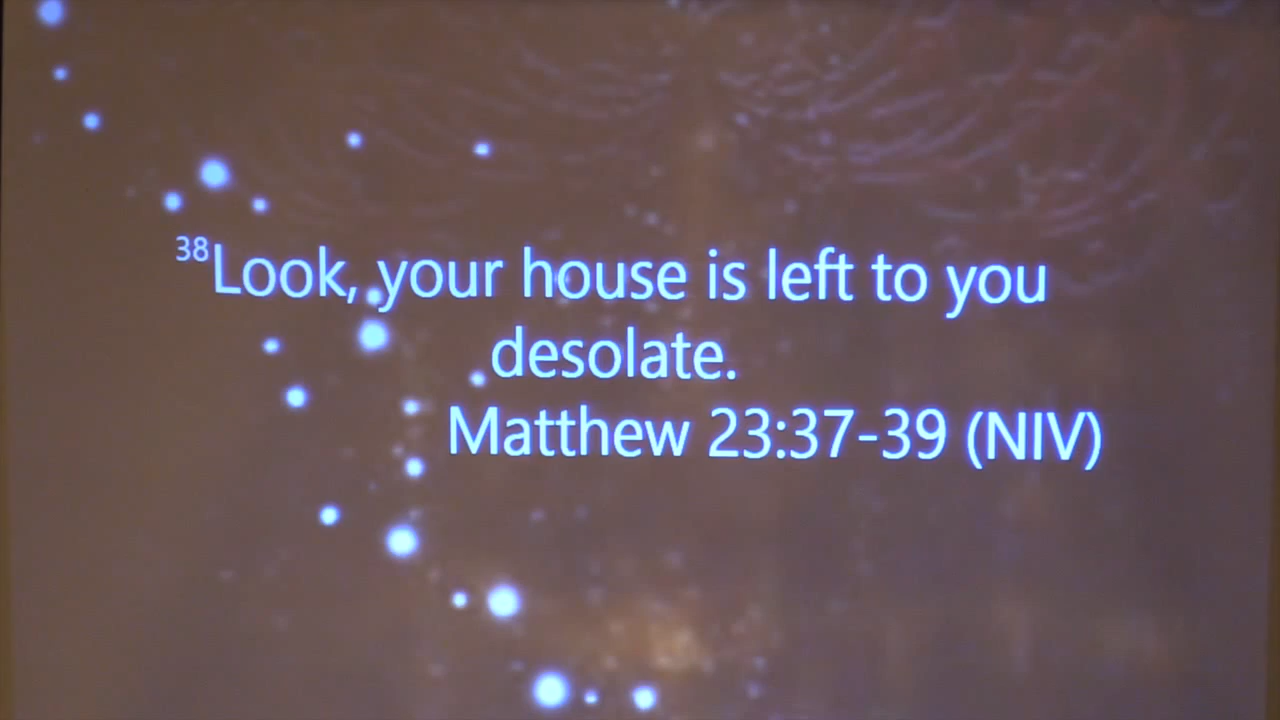 38Look, your house is left to you
desolate.
Matthew 23:37-39 (NIV)